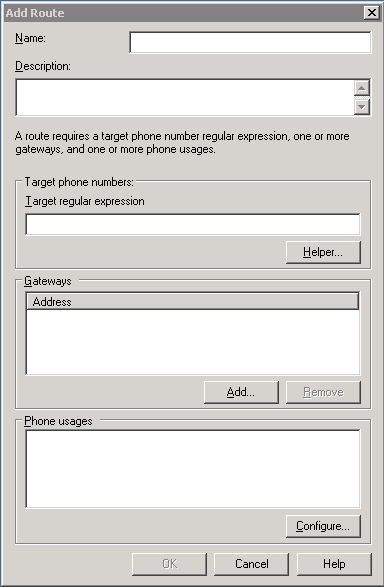 Add Route
Name:
Description:
A route requires a target phone number regular expression, one or more
gateways, and one or more phone usages.
Target phone numbers:
Target regular expression
Helper...
Gateways
Address
Add...
Remove
Phone usages
Configure...
OK
Cancel
Help